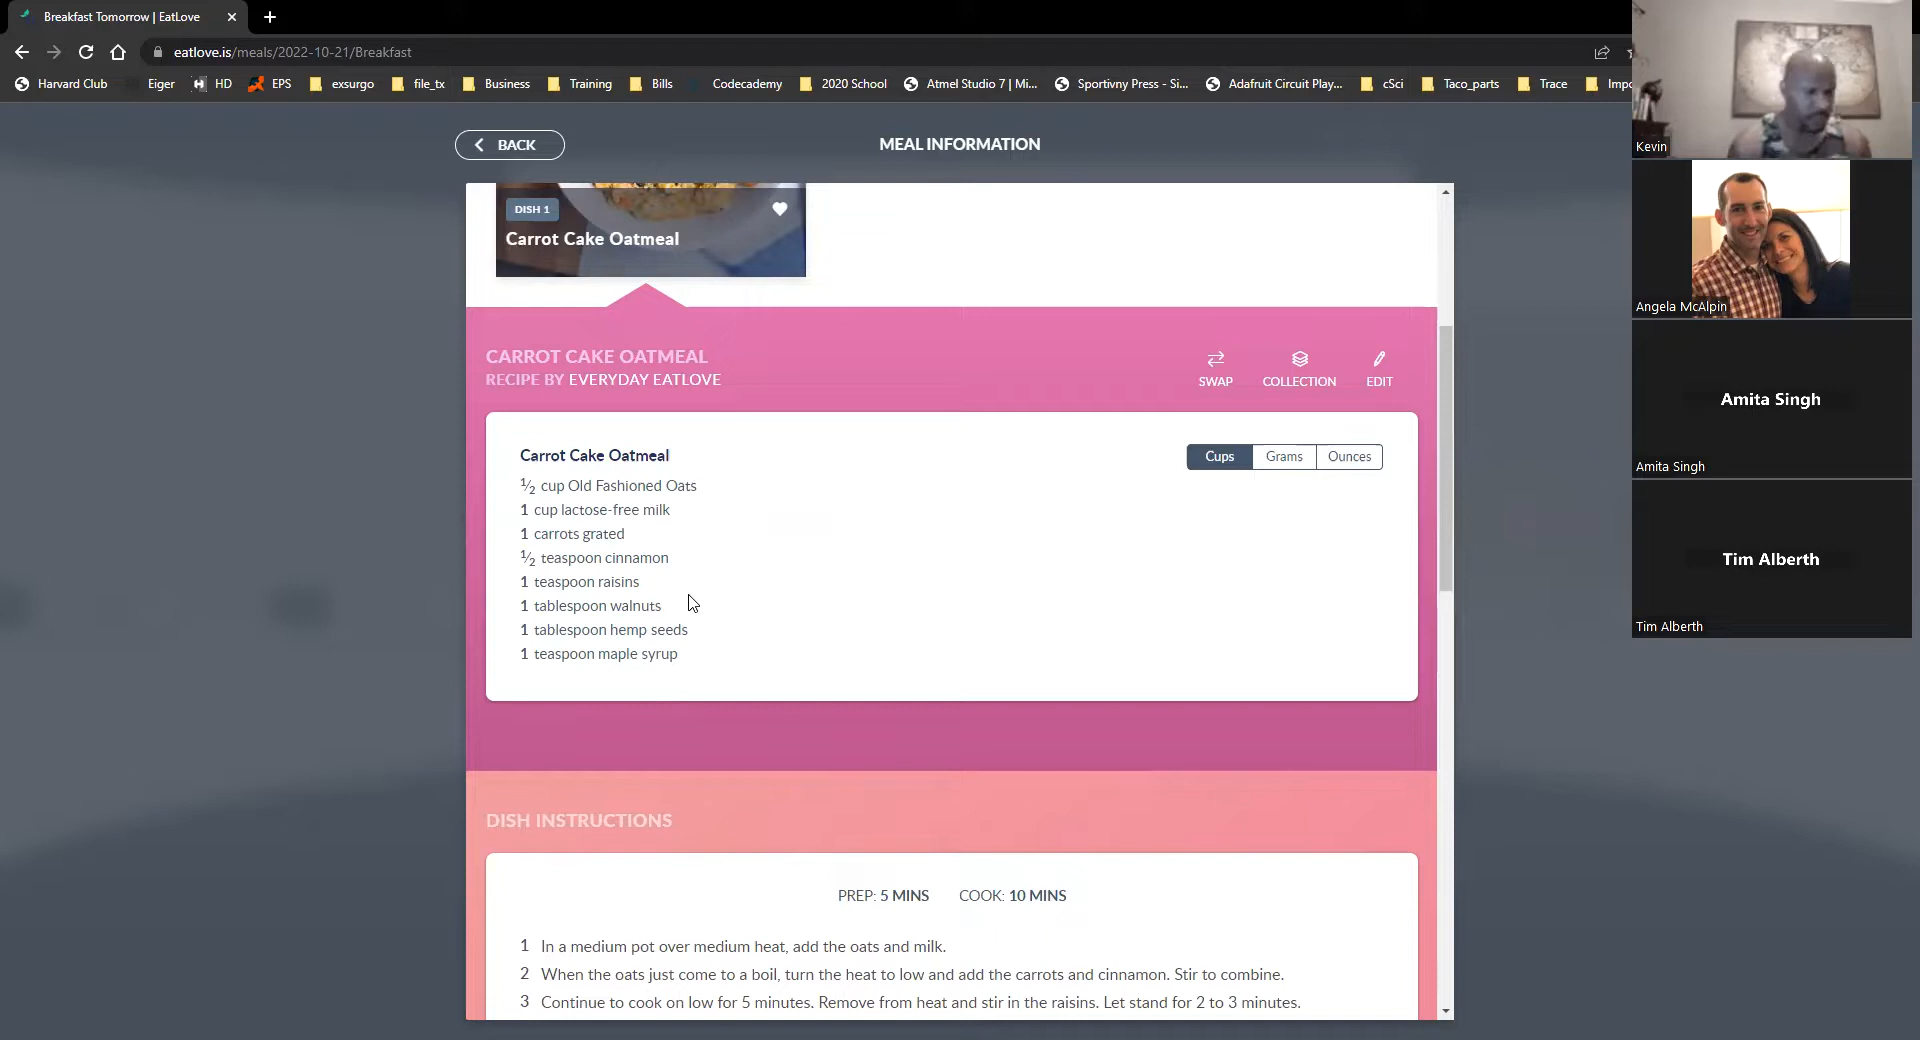 Breakfast Tomorrow | EatLove
eatlove.is/meals/2022-10-21/Breakfast
Harvard Club Eiger HD EPS exsurgo file_tx Business Training Bills Codecademy 2020 School Atmel Studio 7 | Mi... Sportivny Press - Si... Adafruit Circuit Play... cSci Taco_parts Trace Impo
BACK
MEAL INFORMATION
DISH 1
Carrot Cake Oatmeal
CARROT CAKE OATMEAL
RECIPE BY EVERYDAY EATLOVE
SWAP COLLECTION EDIT
Carrot Cake Oatmeal
Cups Grams Ounces
1/2 cup Old Fashioned Oats
1 cup lactose-free milk
1 carrots grated
1/2 teaspoon cinnamon
1 teaspoon raisins
1 tablespoon walnuts
1 tablespoon hemp seeds
1 teaspoon maple syrup
DISH INSTRUCTIONS
PREP: 5 MINS COOK: 10 MINS
1 In a medium pot over medium heat, add the oats and milk.
2 When the oats just come to a boil, turn the heat to low and add the carrots and cinnamon. Stir to combine.
3 Continue to cook on low for 5 minutes. Remove from heat and stir in the raisins. Let stand for 2 to 3 minutes.
Kevin
Angela McAlpin
Amita Singh
Amita Singh
Tim Alberth
Tim Alberth